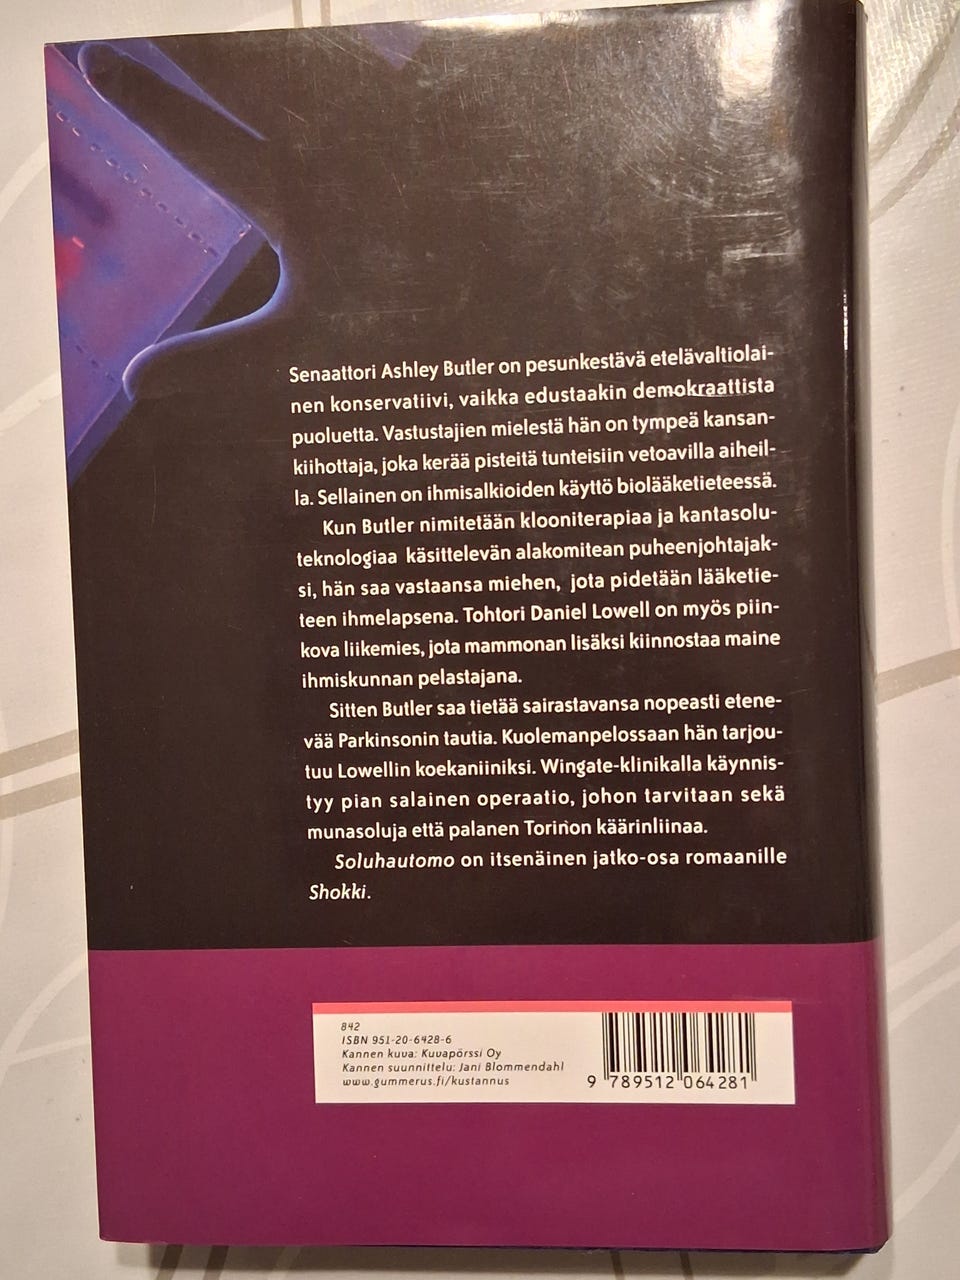 Senaattori Ashley Butler on pesunkestävä etelävaltiolai-
nen konservatiivi, vaikka edustaakin demokraattista
puoluetta. Vastustajien mielestä hän on tympeä kansan-
kiihottaja, joka kerää pisteitä tunteisiin vetoavilla aiheil-
la. Sellainen on ihmisalkioiden käyttö biolääketieteessä.
Kun Butler nimitetään klooniterapiaa ja kantasolu-
teknologiaa käsittelevän alakomitean puheenjohtajak-
si, hän saa vastaansa miehen, jota pidetään lääketie-
teen ihmelapsena. Tohtori Daniel Lowell on myös piin-
kova liikemies, jota mammonan lisäksi kiinnostaa maine
ihmiskunnan pelastajana.
Sitten Butler saa tietää sairastavansa nopeasti etene-
vää Parkinsonin tautia. Kuolemanpelossaan hän tarjou-
tuu Lowellin koekaniiniksi. Wingate-klinikalla käynnis-
tyy pian salainen operaatio, johon tarvitaan sekä
munasoluja että palanen Torinon käärinliinaa.
Soluhautomo on itsenäinen jatko-osa romaanille
Shokki.
842
ISBN 951-20-6428-6
Kannen kuva: Kuvapörssi Oy
Kannen suunnittelu: Jani Blommendahl
www.gummerus.fi/kustannus
9 789512 064281